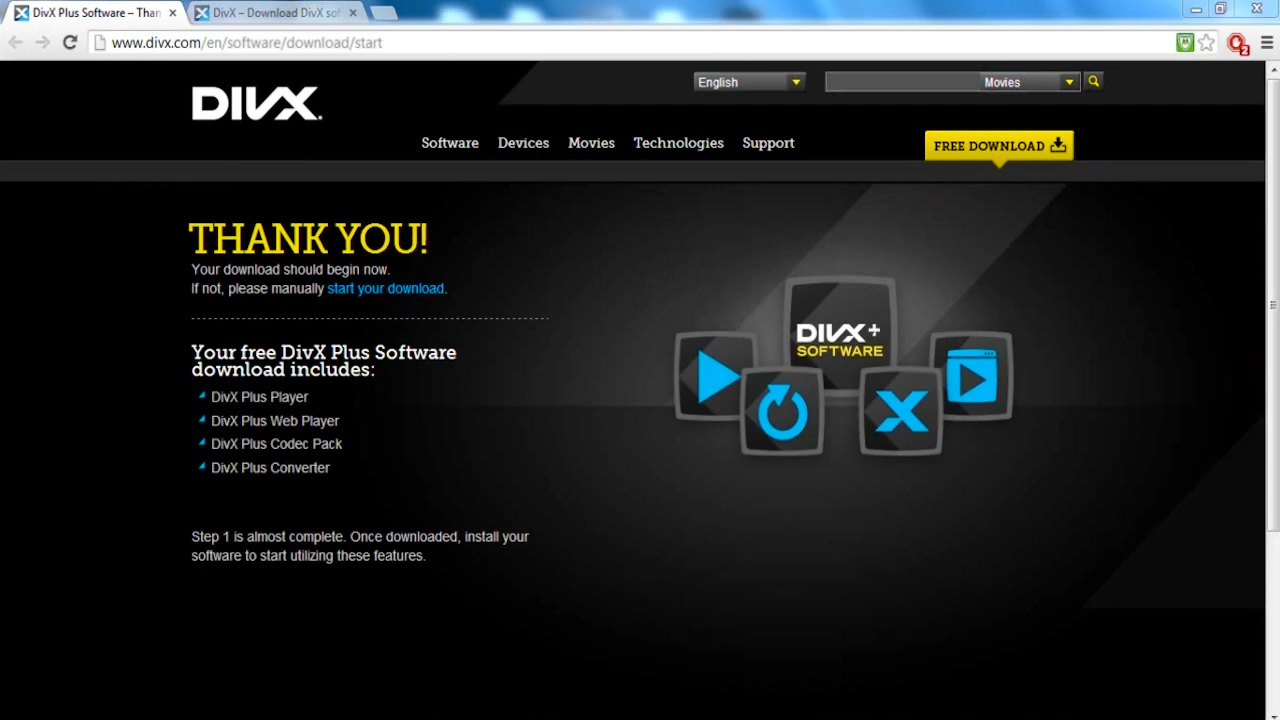 DivX Plus Software – Than
DivX – Download DivX sof
www.divx.com/en/software/download/start
2
DIVX.
English
Movies
Software
Devices
Movies
Technologies
Support
FREE DOWNLOAD
THANK YOU!
Your download should begin now.
If not, please manually start your download.
Your free DivX Plus Software
download includes:
DivX Plus Player
DivX Plus Web Player
DivX Plus Codec Pack
DivX Plus Converter
DIVX+
SOFTWARE
Step 1 is almost complete. Once downloaded, install your
software to start utilizing these features.